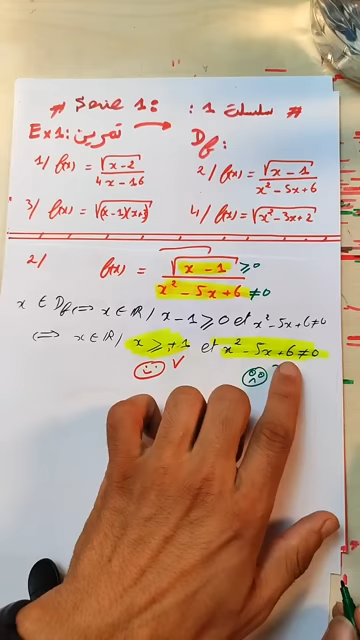 # Serie 1: : 1 سلسلة #
Ex1: تمرين → Df:
1/ f(x) = √(x-2) / (4x-16)
2/ f(x) = √(x-1) / (x²-5x+6)
3/ f(x) = √((x-1)(x+3))
4/ f(x) = √(x²-3x+2)
2/ f(x) = √(x-1) ≥0 / (x²-5x+6) ≠0
x ∈ Df ⟺ x ∈ ℝ / x-1 ≥ 0 et x²-5x+6≠0
⟺ x ∈ ℝ / x ≥ +1 et x²-5x+6≠0